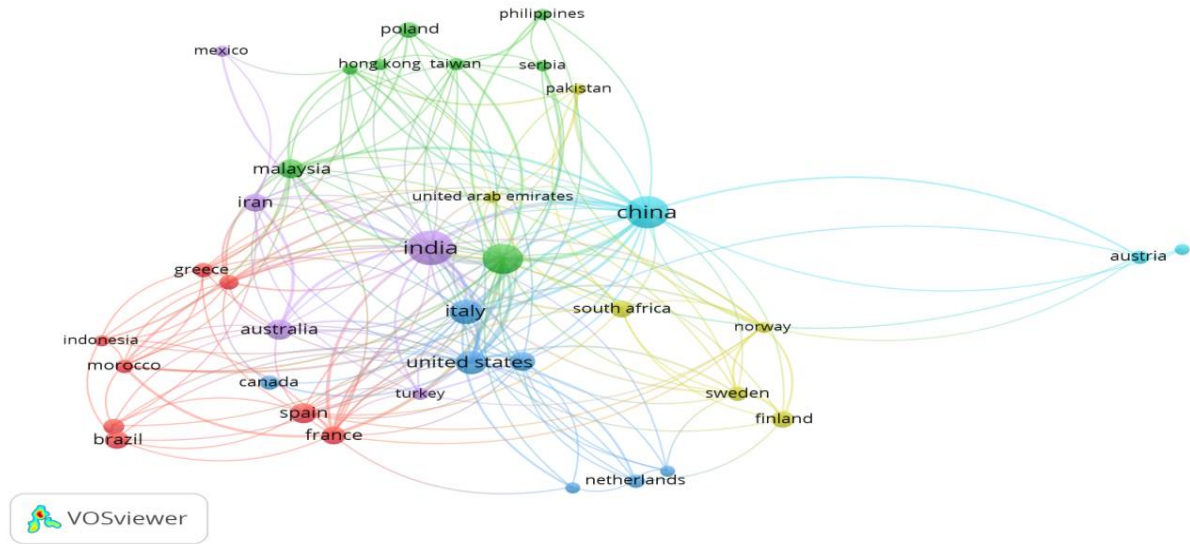 philippines
poland
mexico
hong kong
taiwan
serbia
pakistan
malaysia
united arab emirates
iran
china
india
austria
greece
south africa
italy
norway
australia
indonesia
united states
morocco
canada
turkey
sweden
spain
finland
france
brazil
netherlands
VOSviewer